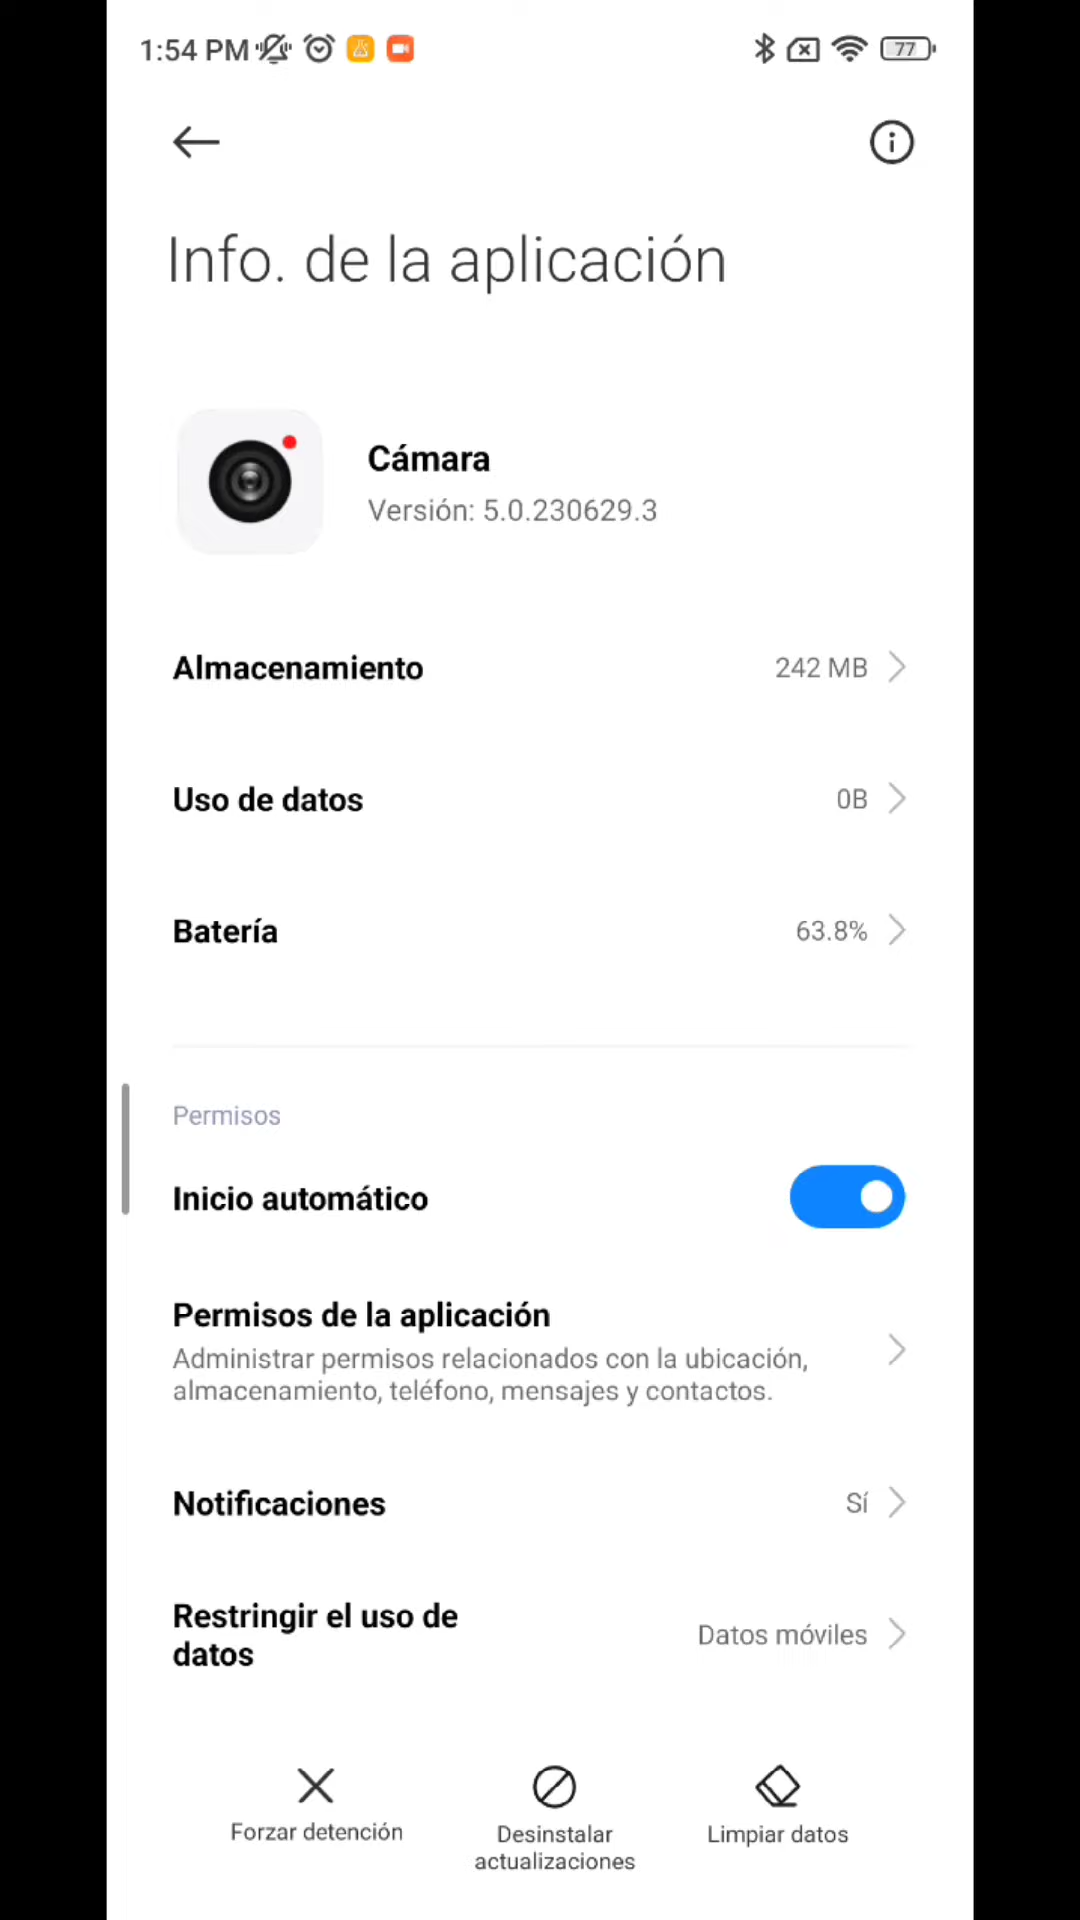 1:54 PM
77
Info. de la aplicación
Cámara
Versión: 5.0.230629.3
Almacenamiento 242 MB
Uso de datos 0B
Batería 63.8%
Permisos
Inicio automático
Permisos de la aplicación
Administrar permisos relacionados con la ubicación,
almacenamiento, teléfono, mensajes y contactos.
Notificaciones Sí
Restringir el uso de
datos
Datos móviles
Forzar detención
Desinstalar
actualizaciones
Limpiar datos